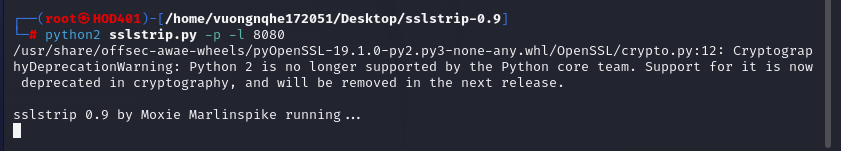 ┌──(root㉿HOD401)-[/home/vuongnqhe172051/Desktop/sslstrip-0.9]
└─# python2 sslstrip.py -p -l 8080
/usr/share/offsec-awae-wheels/pyOpenSSL-19.1.0-py2.py3-none-any.whl/OpenSSL/crypto.py:12: Cryptograp
hyDeprecationWarning: Python 2 is no longer supported by the Python core team. Support for it is now
 deprecated in cryptography, and will be removed in the next release.
sslstrip 0.9 by Moxie Marlinspike running...